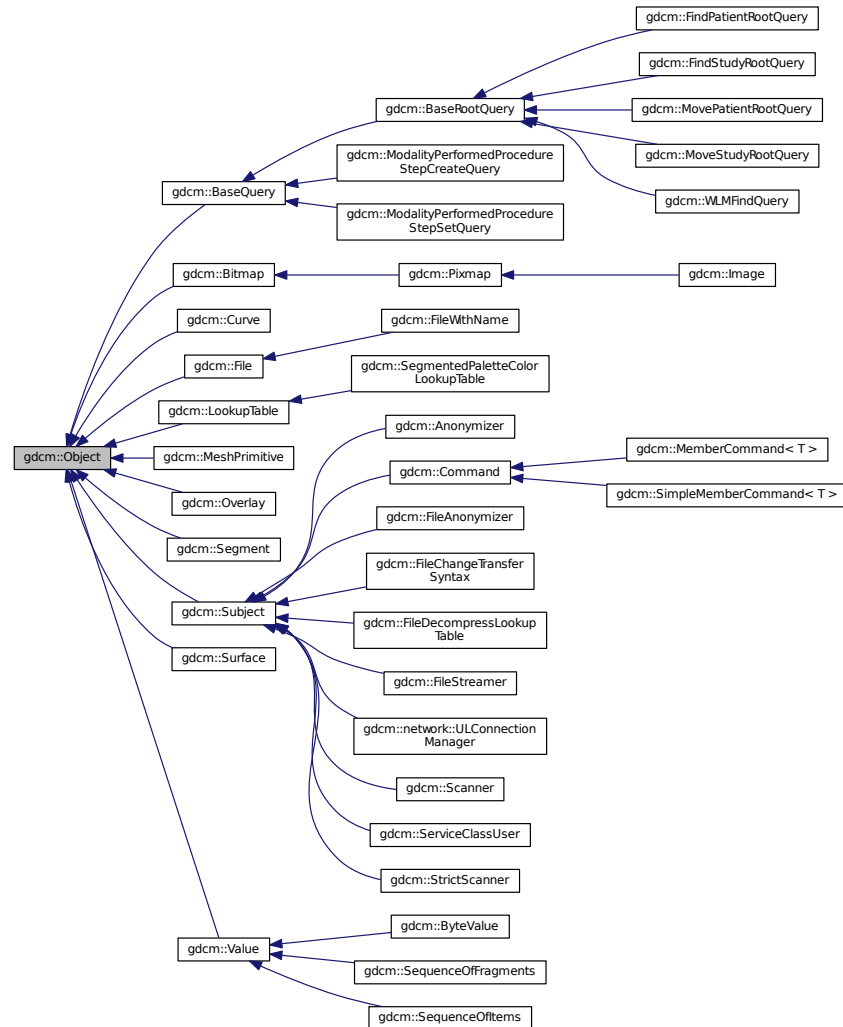 gdcm::FindPatientRootQuery
gdcm::FindStudyRootQuery
gdcm::BaseRootQuery
gdcm::MovePatientRootQuery
gdcm::MoveStudyRootQuery
gdcm::ModalityPerformedProcedure
StepCreateQuery
gdcm::BaseQuery
gdcm::WLMFindQuery
gdcm::ModalityPerformedProcedure
StepSetQuery
gdcm::Bitmap
gdcm::Pixmap
gdcm::Image
gdcm::Curve
gdcm::FileWithName
gdcm::File
gdcm::SegmentedPaletteColor
LookupTable
gdcm::LookupTable
gdcm::Anonymizer
gdcm::Object
gdcm::MeshPrimitive
gdcm::MemberCommand< T >
gdcm::Command
gdcm::SimpleMemberCommand< T >
gdcm::Overlay
gdcm::FileAnonymizer
gdcm::Segment
gdcm::FileChangeTransfer
Syntax
gdcm::Subject
gdcm::FileDecompressLookup
Table
gdcm::Surface
gdcm::FileStreamer
gdcm::network::ULConnection
Manager
gdcm::Scanner
gdcm::ServiceClassUser
gdcm::StrictScanner
gdcm::ByteValue
gdcm::Value
gdcm::SequenceOfFragments
gdcm::SequenceOfItems